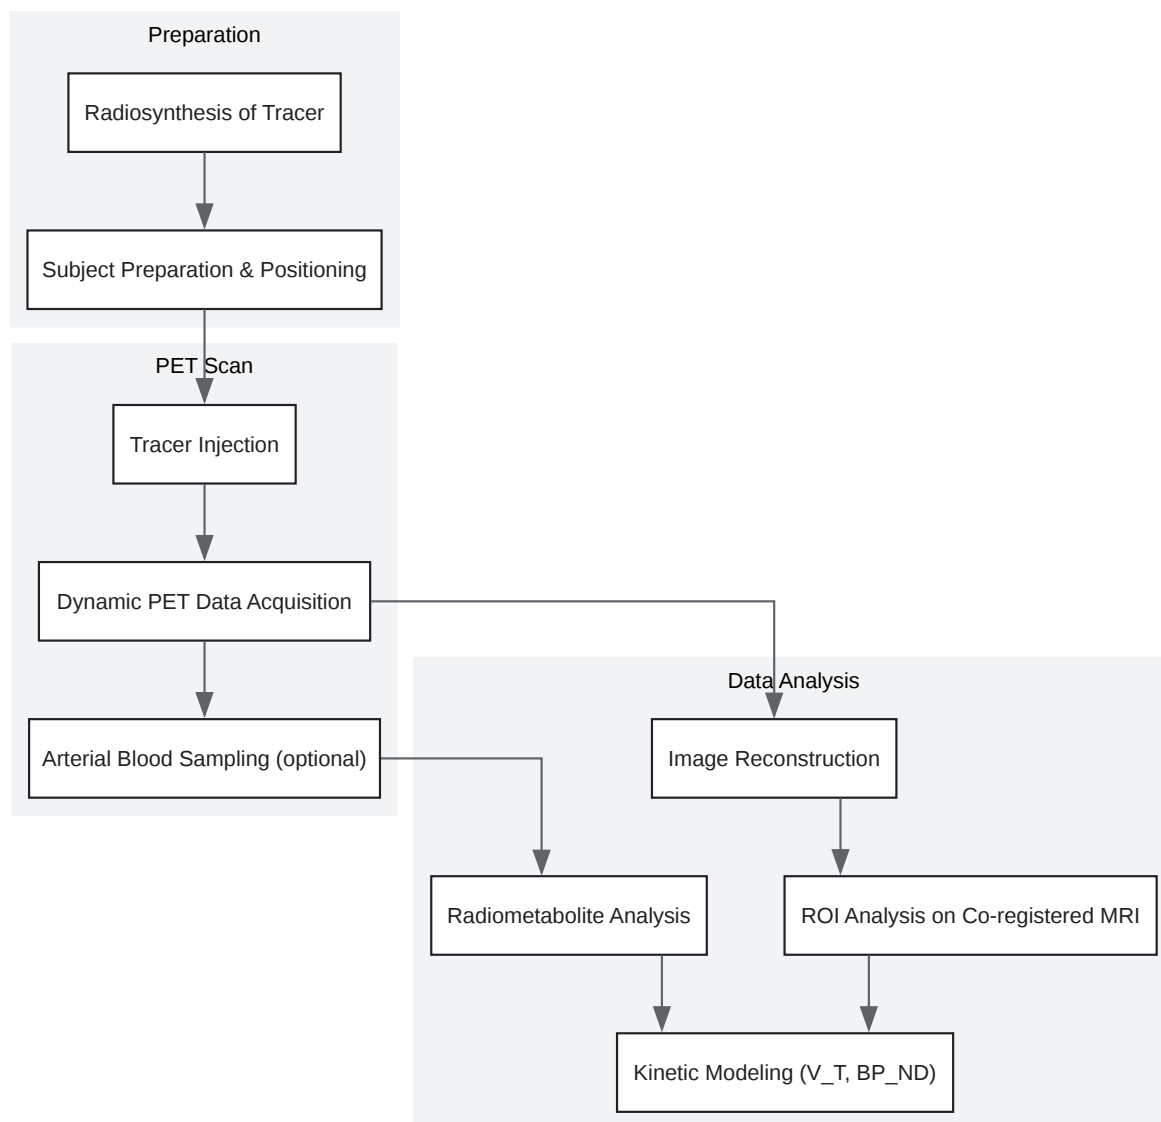 Preparation
Radiosynthesis of Tracer
Subject Preparation & Positioning
PET Scan
Tracer Injection
Dynamic PET Data Acquisition
Arterial Blood Sampling (optional)
Data Analysis
Image Reconstruction
Radiometabolite Analysis
ROI Analysis on Co-registered MRI
Kinetic Modeling (V_T, BP_ND)